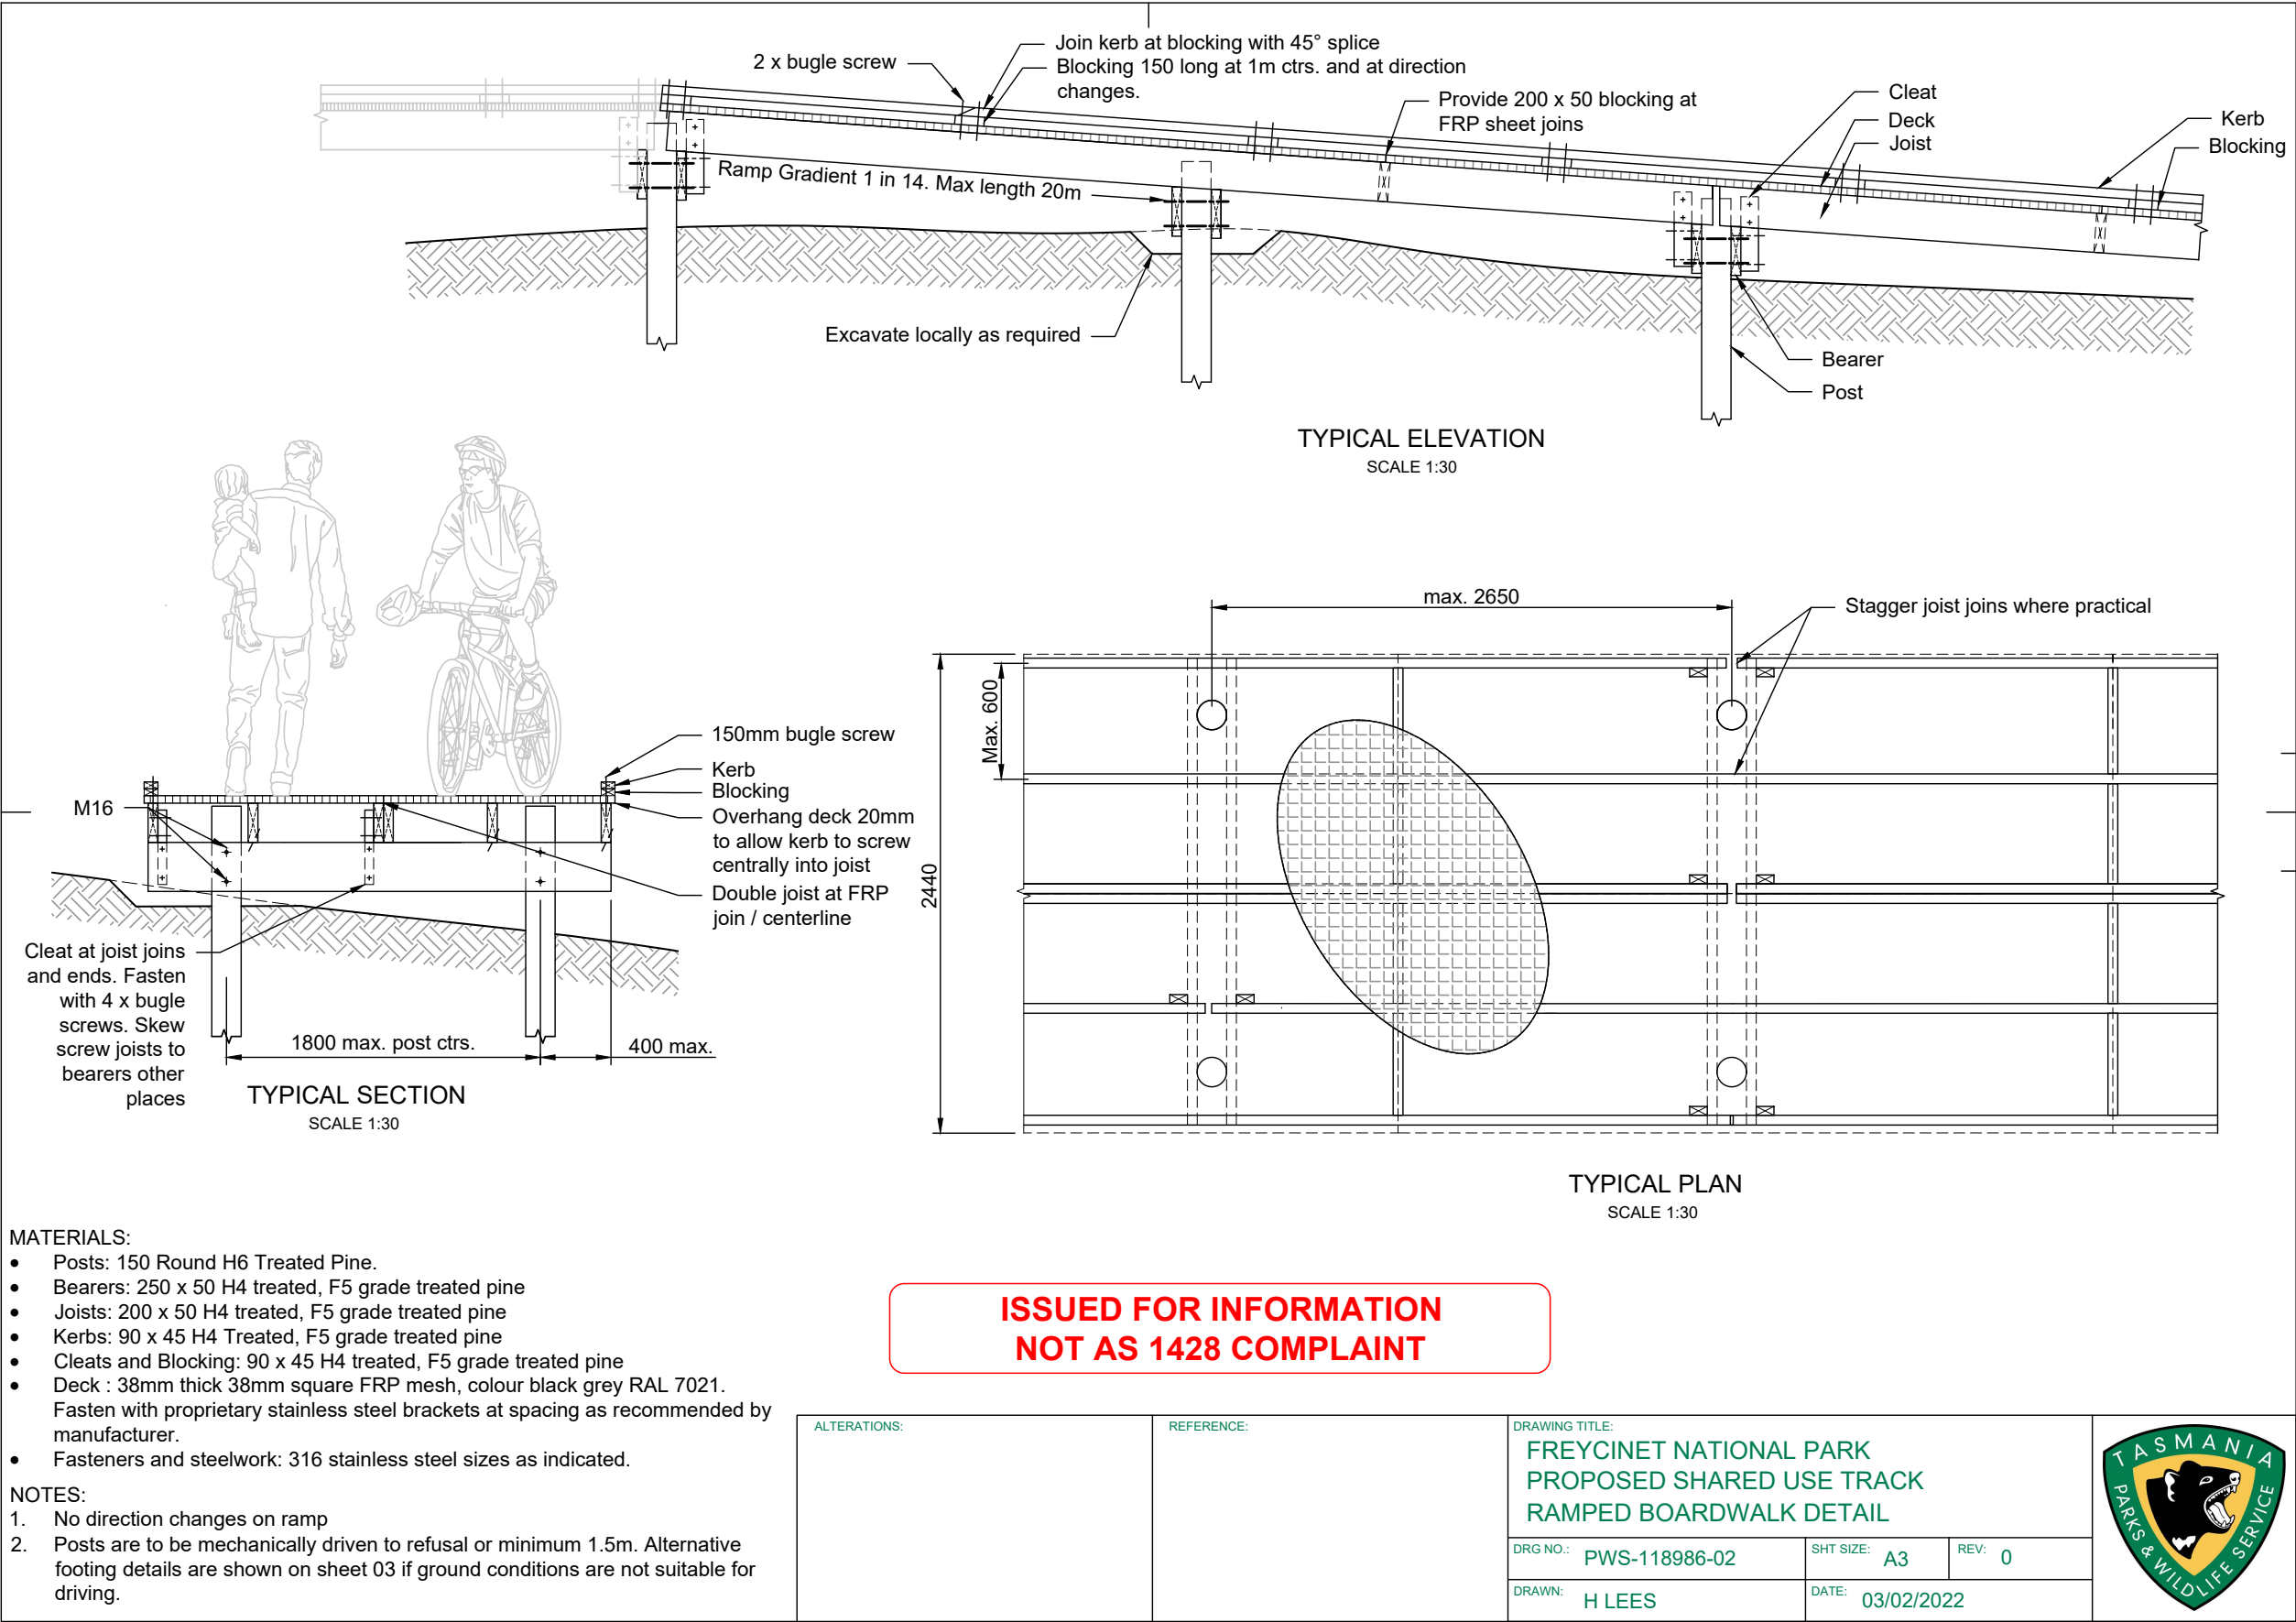 2 x bugle screw
Join kerb at blocking with 45° splice
Blocking 150 long at 1m ctrs. and at direction
changes.
Provide 200 x 50 blocking at
FRP sheet joins
Cleat
Deck
Joist
Kerb
Blocking
Ramp Gradient 1 in 14. Max length 20m
Excavate locally as required
Bearer
Post
TYPICAL ELEVATION
SCALE 1:30
M16
150mm bugle screw
Kerb
Blocking
Overhang deck 20mm
to allow kerb to screw
centrally into joist
Double joist at FRP
join / centerline
Cleat at joist joins
and ends. Fasten
with 4 x bugle
screws. Skew
screw joists to
bearers other
places
1800 max. post ctrs.
400 max.
TYPICAL SECTION
SCALE 1:30
max. 2650
Stagger joist joins where practical
Max. 600
2440
TYPICAL PLAN
SCALE 1:30
MATERIALS:
• Posts: 150 Round H6 Treated Pine.
• Bearers: 250 x 50 H4 treated, F5 grade treated pine
• Joists: 200 x 50 H4 treated, F5 grade treated pine
• Kerbs: 90 x 45 H4 Treated, F5 grade treated pine
• Cleats and Blocking: 90 x 45 H4 treated, F5 grade treated pine
• Deck : 38mm thick 38mm square FRP mesh, colour black grey RAL 7021.
Fasten with proprietary stainless steel brackets at spacing as recommended by
manufacturer.
• Fasteners and steelwork: 316 stainless steel sizes as indicated.
NOTES:
1. No direction changes on ramp
2. Posts are to be mechanically driven to refusal or minimum 1.5m. Alternative
footing details are shown on sheet 03 if ground conditions are not suitable for
driving.
ISSUED FOR INFORMATION
NOT AS 1428 COMPLAINT
ALTERATIONS:
REFERENCE:
DRAWING TITLE:
FREYCINET NATIONAL PARK
PROPOSED SHARED USE TRACK
RAMPED BOARDWALK DETAIL
DRG NO.: PWS-118986-02
SHT SIZE: A3
REV: 0
DRAWN: H LEES
DATE: 03/02/2022
TASMANIA
PARKS & WILDLIFE SERVICE